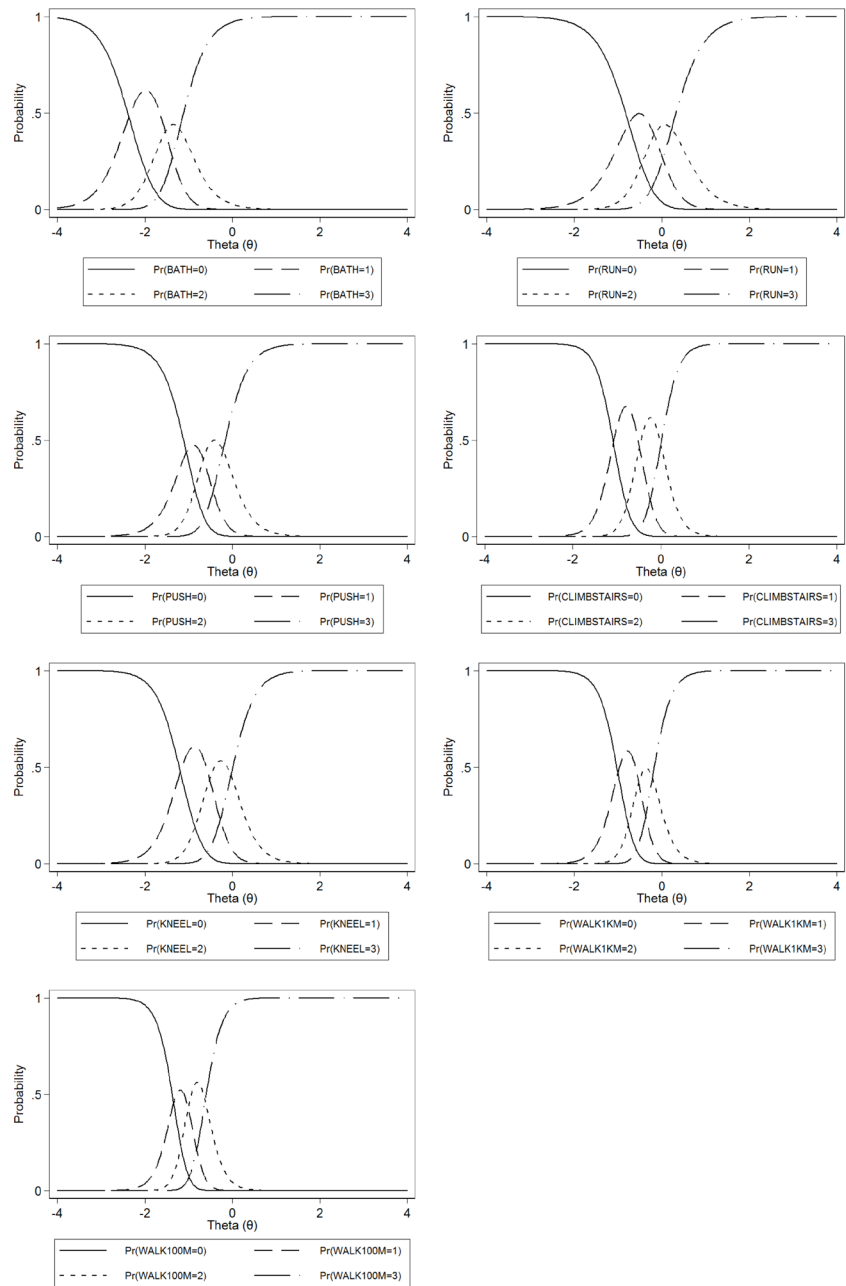 1
1
Probability
Probability
.5
.5
0
0
-4 -2 0 2 4
-4 -2 0 2 4
Theta (θ)
Theta (θ)
Pr(BATH=0) Pr(BATH=1)
Pr(BATH=2) Pr(BATH=3)
Pr(RUN=0) Pr(RUN=1)
Pr(RUN=2) Pr(RUN=3)
1
1
Probability
Probability
.5
.5
0
0
-4 -2 0 2 4
-4 -2 0 2 4
Theta (θ)
Theta (θ)
Pr(PUSH=0) Pr(PUSH=1)
Pr(PUSH=2) Pr(PUSH=3)
Pr(CLIMBSTAIRS=0) Pr(CLIMBSTAIRS=1)
Pr(CLIMBSTAIRS=2) Pr(CLIMBSTAIRS=3)
1
1
Probability
Probability
.5
.5
0
0
-4 -2 0 2 4
-4 -2 0 2 4
Theta (θ)
Theta (θ)
Pr(KNEEL=0) Pr(KNEEL=1)
Pr(KNEEL=2) Pr(KNEEL=3)
Pr(WALK1KM=0) Pr(WALK1KM=1)
Pr(WALK1KM=2) Pr(WALK1KM=3)
1
Probability
.5
0
-4 -2 0 2 4
Theta (θ)
Pr(WALK100M=0) Pr(WALK100M=1)
Pr(WALK100M=2) Pr(WALK100M=3)